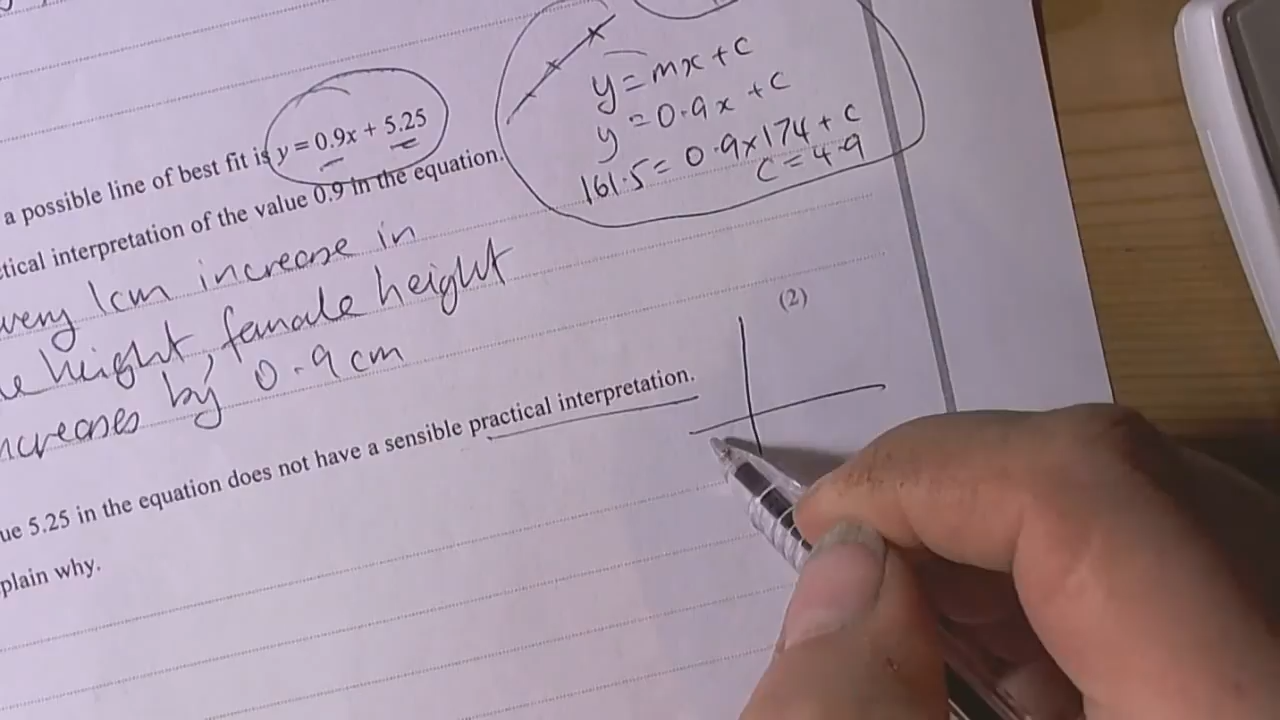 y = mx + c
y = 0.9x + c
161.5 = 0.9 x 174 + c
c = 4.9
a possible line of best fit is y = 0.9x + 5.25
tical interpretation of the value 0.9 in the equation.
very 1cm increase in
height, female height
ncreases by 0.9cm
(2)
ue 5.25 in the equation does not have a sensible practical interpretation.
plain why.